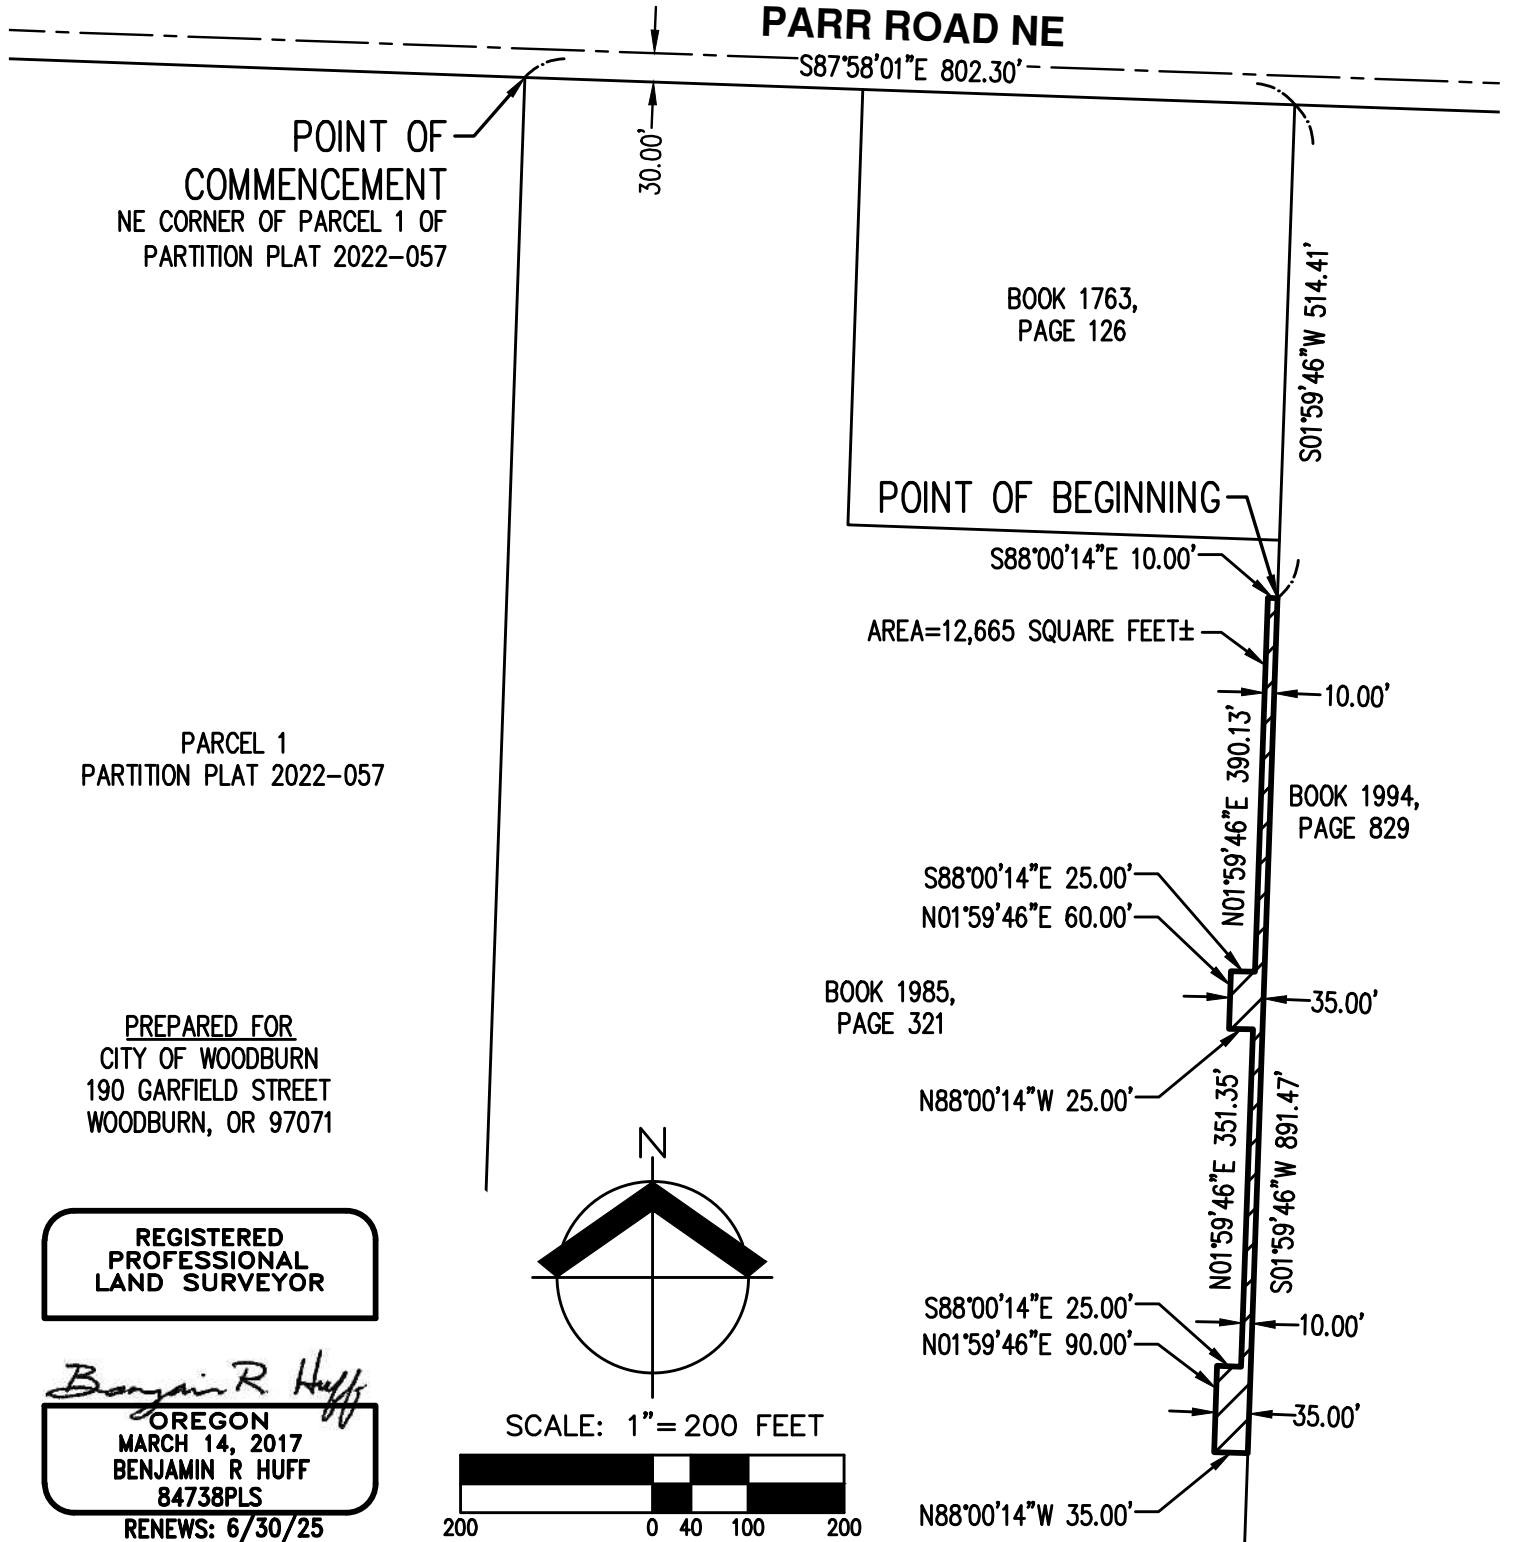 PARR ROAD NE
S87°58'01"E 802.30'
30.00'
POINT OF
COMMENCEMENT
NE CORNER OF PARCEL 1 OF
PARTITION PLAT 2022-057
BOOK 1763,
PAGE 126
S01°59'46"W 514.41'
POINT OF BEGINNING
S88°00'14"E 10.00'
AREA=12,665 SQUARE FEET±
10.00'
N01°59'46"E 390.13'
PARCEL 1
PARTITION PLAT 2022-057
BOOK 1994,
PAGE 829
S88°00'14"E 25.00'
N01°59'46"E 60.00'
BOOK 1985,
PAGE 321
35.00'
PREPARED FOR
CITY OF WOODBURN
190 GARFIELD STREET
WOODBURN, OR 97071
N88°00'14"W 25.00'
N01°59'46"E 351.35'
S01°59'46"W 891.47'
N
REGISTERED
PROFESSIONAL
LAND SURVEYOR
S88°00'14"E 25.00'
N01°59'46"E 90.00'
10.00'
Benjamin R Huff
OREGON
MARCH 14, 2017
BENJAMIN R HUFF
84738PLS
RENEWS: 6/30/25
SCALE: 1"=200 FEET
200 0 40 100 200
35.00'
N88°00'14"W 35.00'